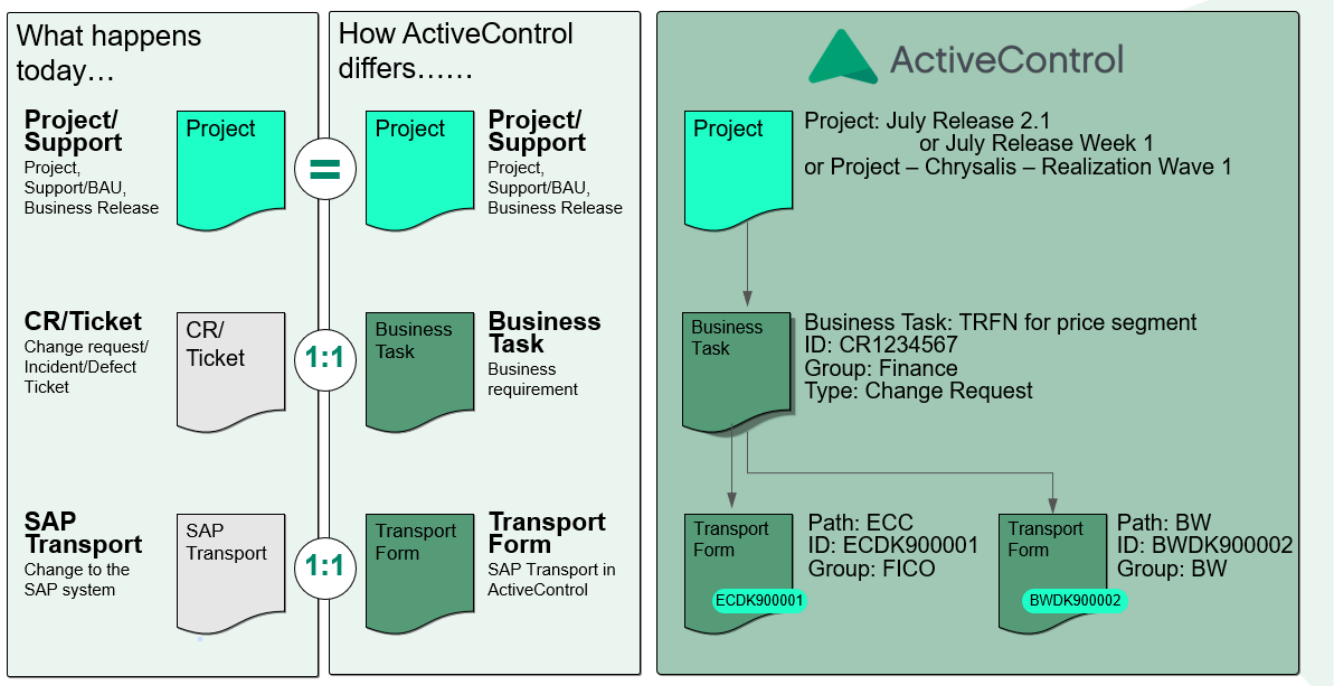 What happens
today…
Project/
Support
Project,
Support/BAU,
Business Release
Project
=
CR/Ticket
Change request/
Incident/Defect
Ticket
CR/
Ticket
1:1
SAP
Transport
Change to the
SAP system
SAP
Transport
1:1
How ActiveControl
differs……
Project
Project/
Support
Project,
Support/BAU,
Business Release
Business
Task
Business
Task
Business
requirement
Transport
Form
Transport
Form
SAP Transport in
ActiveControl
ActiveControl
Project
Project: July Release 2.1
or July Release Week 1
or Project – Chrysalis – Realization Wave 1
Business
Task
Business Task: TRFN for price segment
ID: CR1234567
Group: Finance
Type: Change Request
Transport
Form
ECDK900001
Path: ECC
ID: ECDK900001
Group: FICO
Transport
Form
BWDK900002
Path: BW
ID: BWDK900002
Group: BW